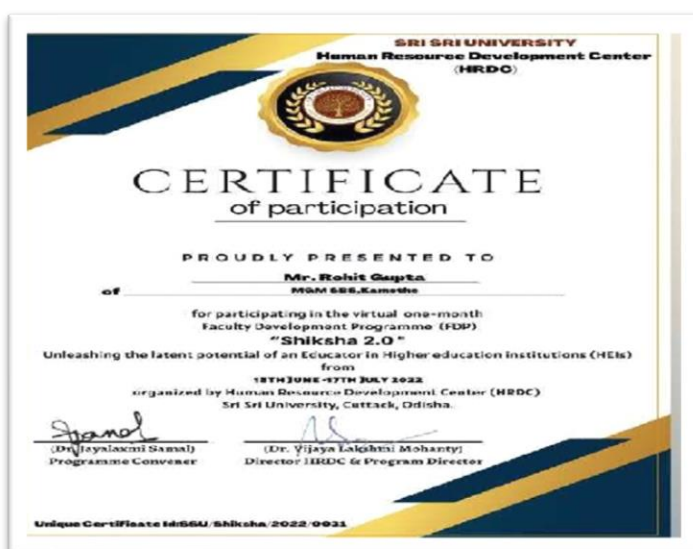 SRI SRI UNIVERSITY
Human Resource Development Center
(HRDC)
CERTIFICATE
of participation
PROUDLY PRESENTED TO
Mr. Rohit Gupta
of MGM SBS, Kamothe
for participating in the virtual one-month
Faculty Development Programme (FDP)
"Shiksha 2.0"
Unleashing the latent potential of an Educator in Higher education institutions (HEIs)
from
18TH JUNE -17TH JULY 2022
organized by Human Resource Development Center (HRDC)
Sri Sri University, Cuttack, Odisha.
(Dr. Jayalaxmi Samal) (Dr. Vijaya Lakshmi Mohanty)
Programme Convener Director HRDC & Program Director
Unique Certificate Id:SSU/Shiksha/2022/0031